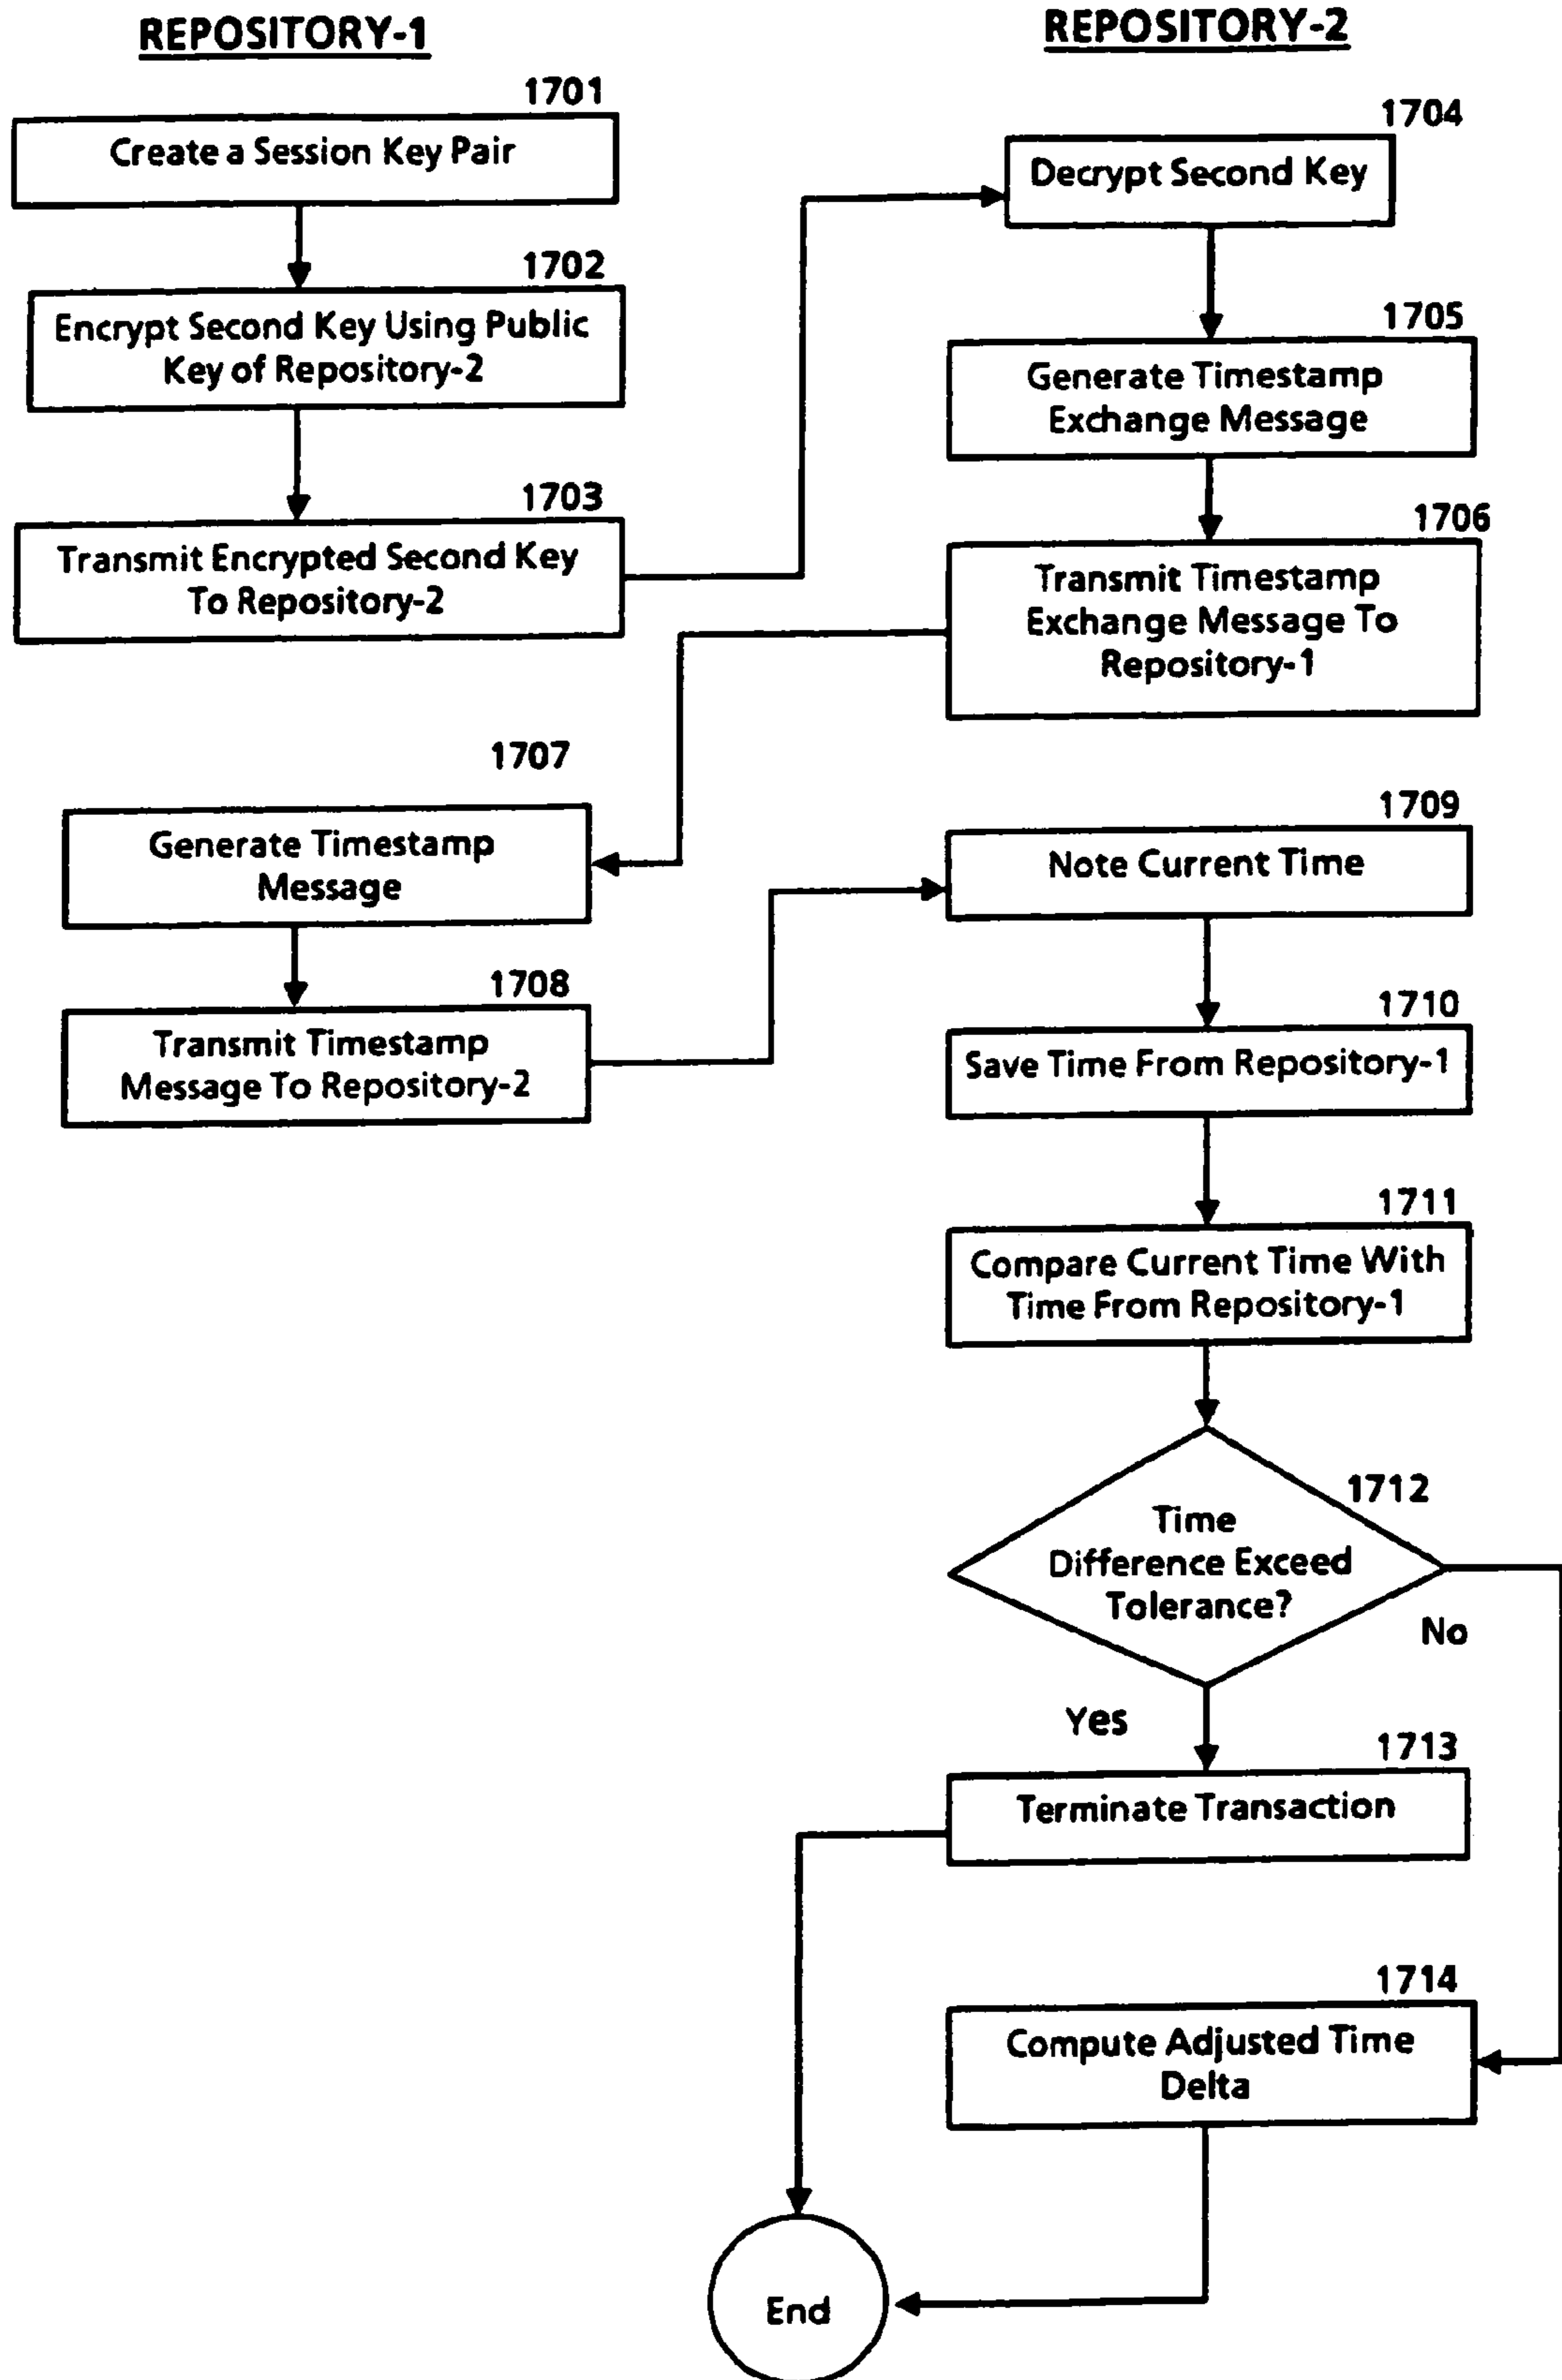 REPOSITORY-1
REPOSITORY-2
1701
Create a Session Key Pair
1702
Encrypt Second Key Using Public
Key of Repository-2
1703
Transmit Encrypted Second Key
To Repository-2
1704
Decrypt Second Key
1705
Generate Timestamp
Exchange Message
1706
Transmit Timestamp
Exchange Message To
Repository-1
1707
Generate Timestamp
Message
1708
Transmit Timestamp
Message To Repository-2
1709
Note Current Time
1710
Save Time From Repository-1
1711
Compare Current Time With
Time From Repository-1
1712
Time
Difference Exceed
Tolerance?
No
Yes
1713
Terminate Transaction
1714
Compute Adjusted Time
Delta
End